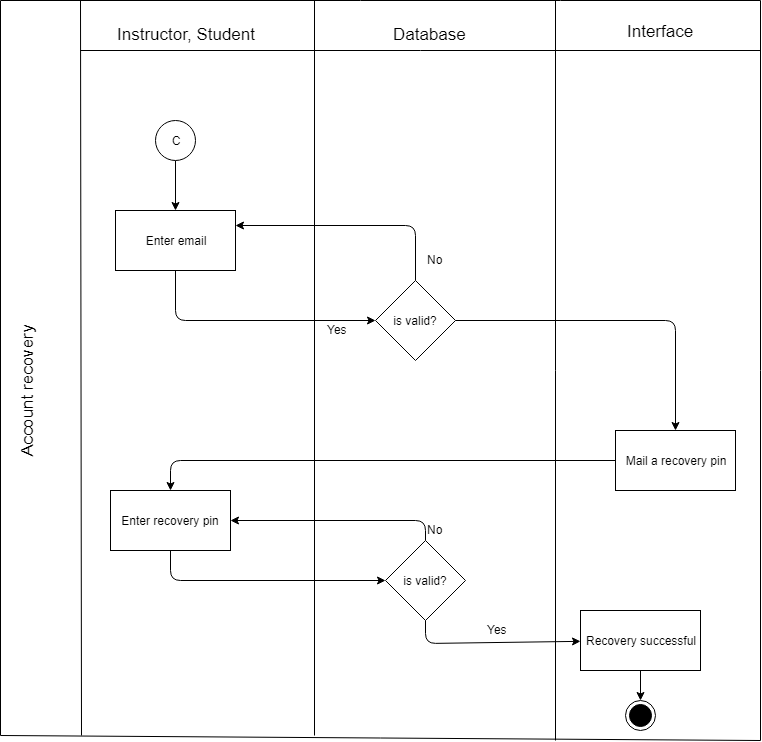 Instructor, Student
Database
Interface
Account recovery
C
Enter email
No
is valid?
Yes
Mail a recovery pin
Enter recovery pin
No
is valid?
Yes
Recovery successful